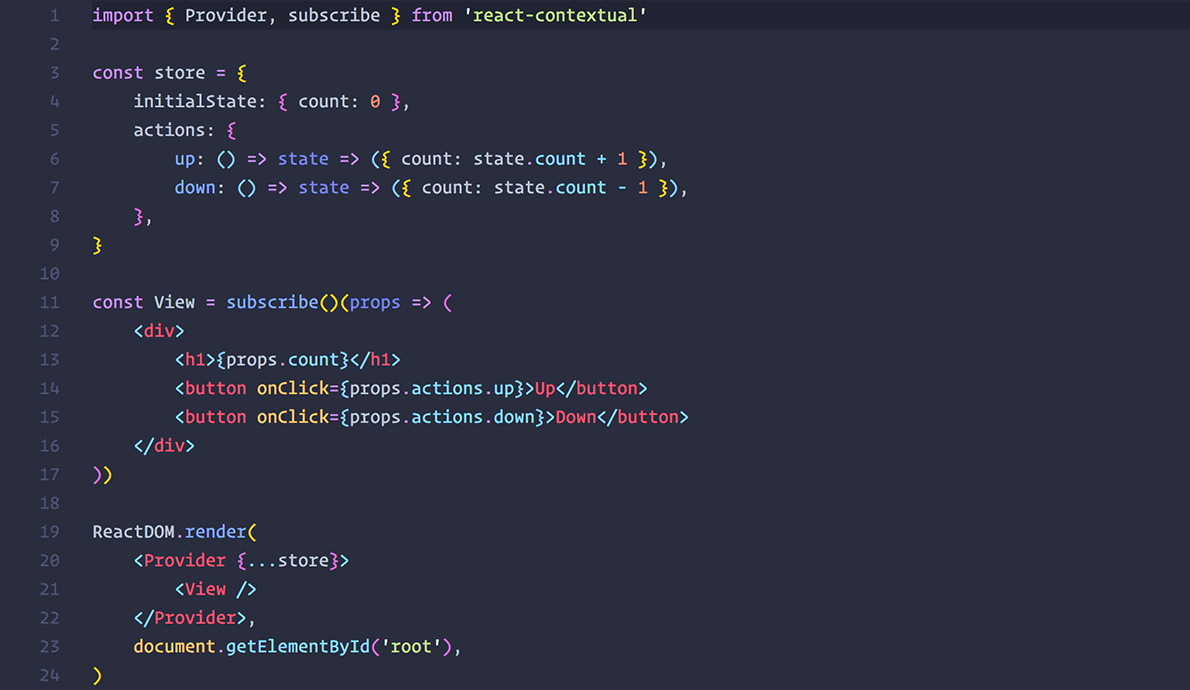 1 import { Provider, subscribe } from 'react-contextual'
2
3 const store = {
4     initialState: { count: 0 },
5     actions: {
6         up: () => state => ({ count: state.count + 1 }),
7         down: () => state => ({ count: state.count - 1 }),
8     },
9 }
10
11 const View = subscribe()(props => (
12     <div>
13         <h1>{props.count}</h1>
14         <button onClick={props.actions.up}>Up</button>
15         <button onClick={props.actions.down}>Down</button>
16     </div>
17 ))
18
19 ReactDOM.render(
20     <Provider {...store}>
21         <View />
22     </Provider>,
23     document.getElementById('root'),
24 )